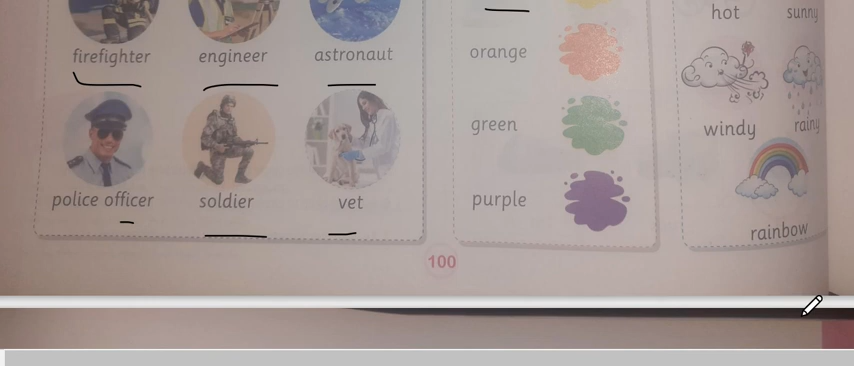 firefighter engineer astronaut
police officer soldier vet
orange
green
purple
hot sunny
windy rainy
rainbow
100